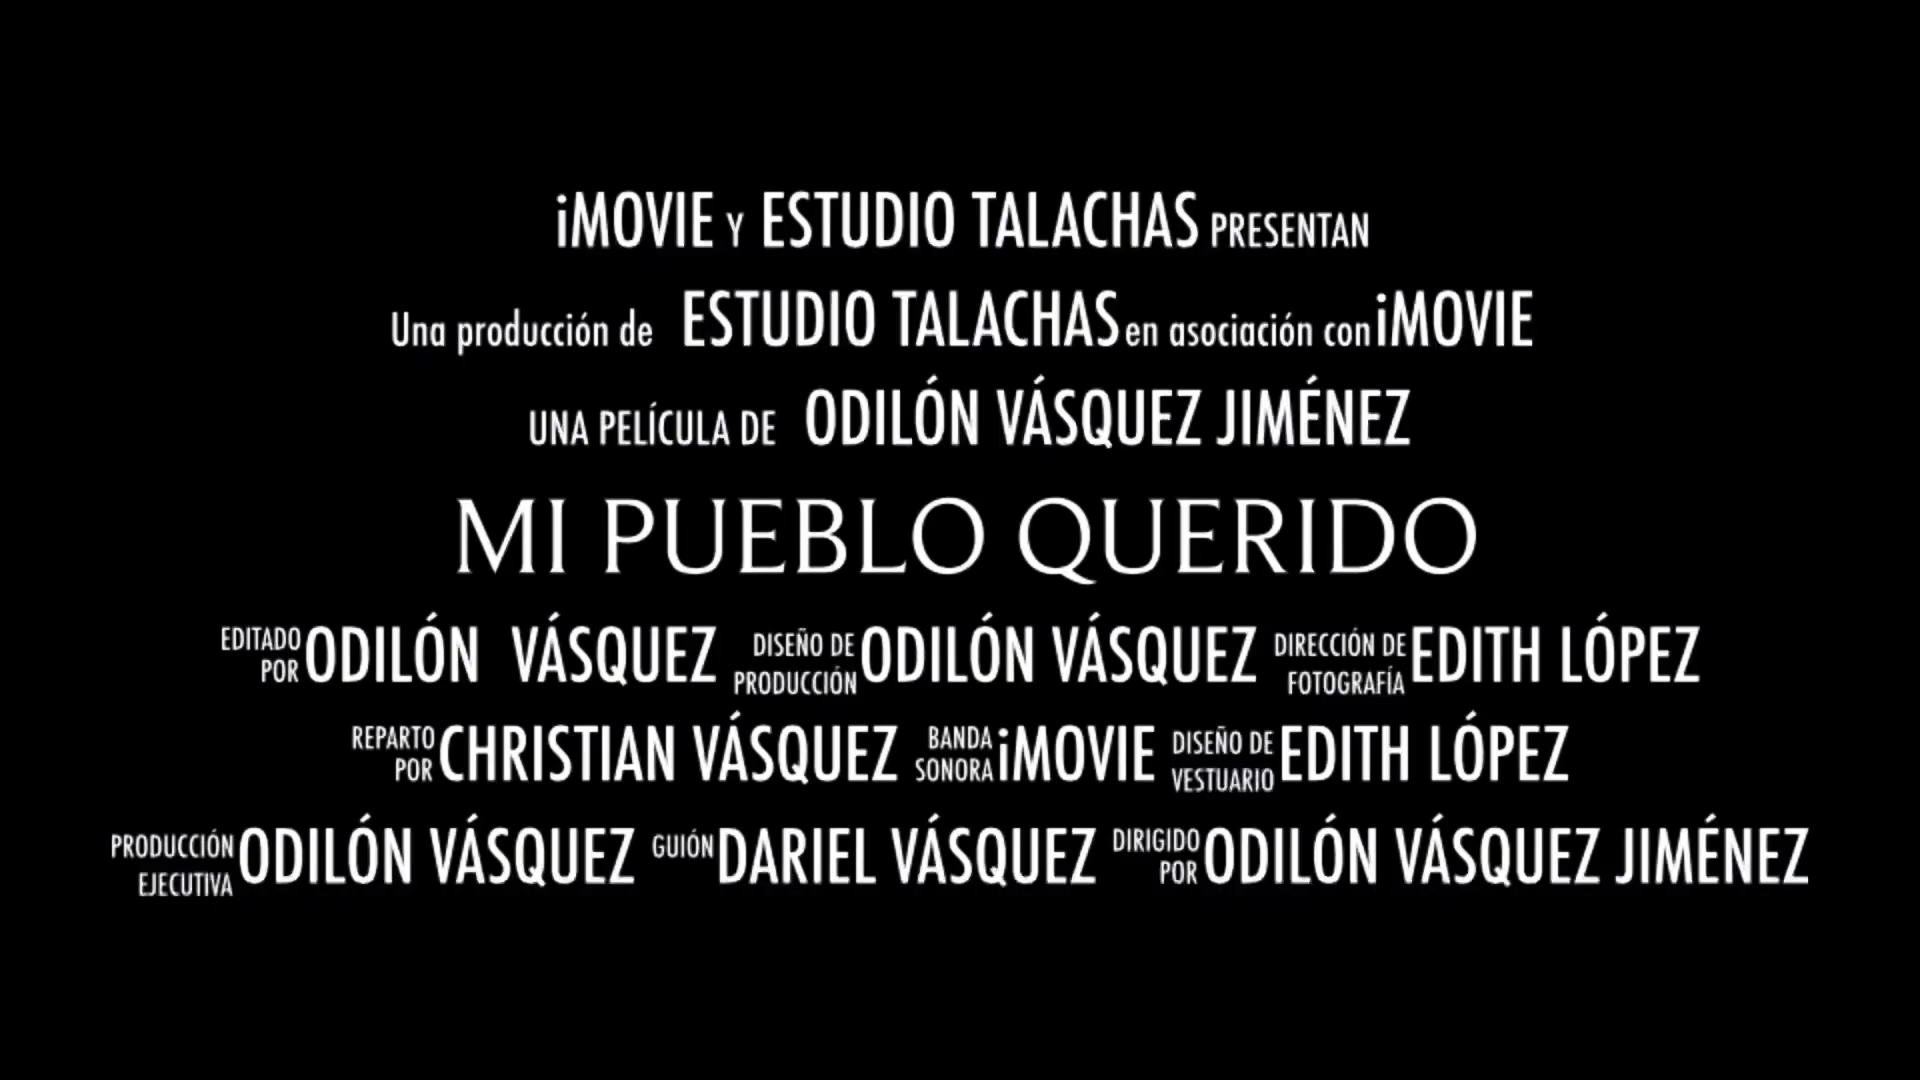 iMOVIE Y ESTUDIO TALACHAS PRESENTAN
Una producción de ESTUDIO TALACHAS en asociación con iMOVIE
UNA PELÍCULA DE ODILÓN VÁSQUEZ JIMÉNEZ
MI PUEBLO QUERIDO
EDITADO POR ODILÓN VÁSQUEZ DISEÑO DE PRODUCCIÓN ODILÓN VÁSQUEZ DIRECCIÓN DE FOTOGRAFÍA EDITH LÓPEZ
REPARTO POR CHRISTIAN VÁSQUEZ BANDA SONORA iMOVIE DISEÑO DE VESTUARIO EDITH LÓPEZ
PRODUCCIÓN EJECUTIVA ODILÓN VÁSQUEZ GUIÓN DARIEL VÁSQUEZ DIRIGIDO POR ODILÓN VÁSQUEZ JIMÉNEZ